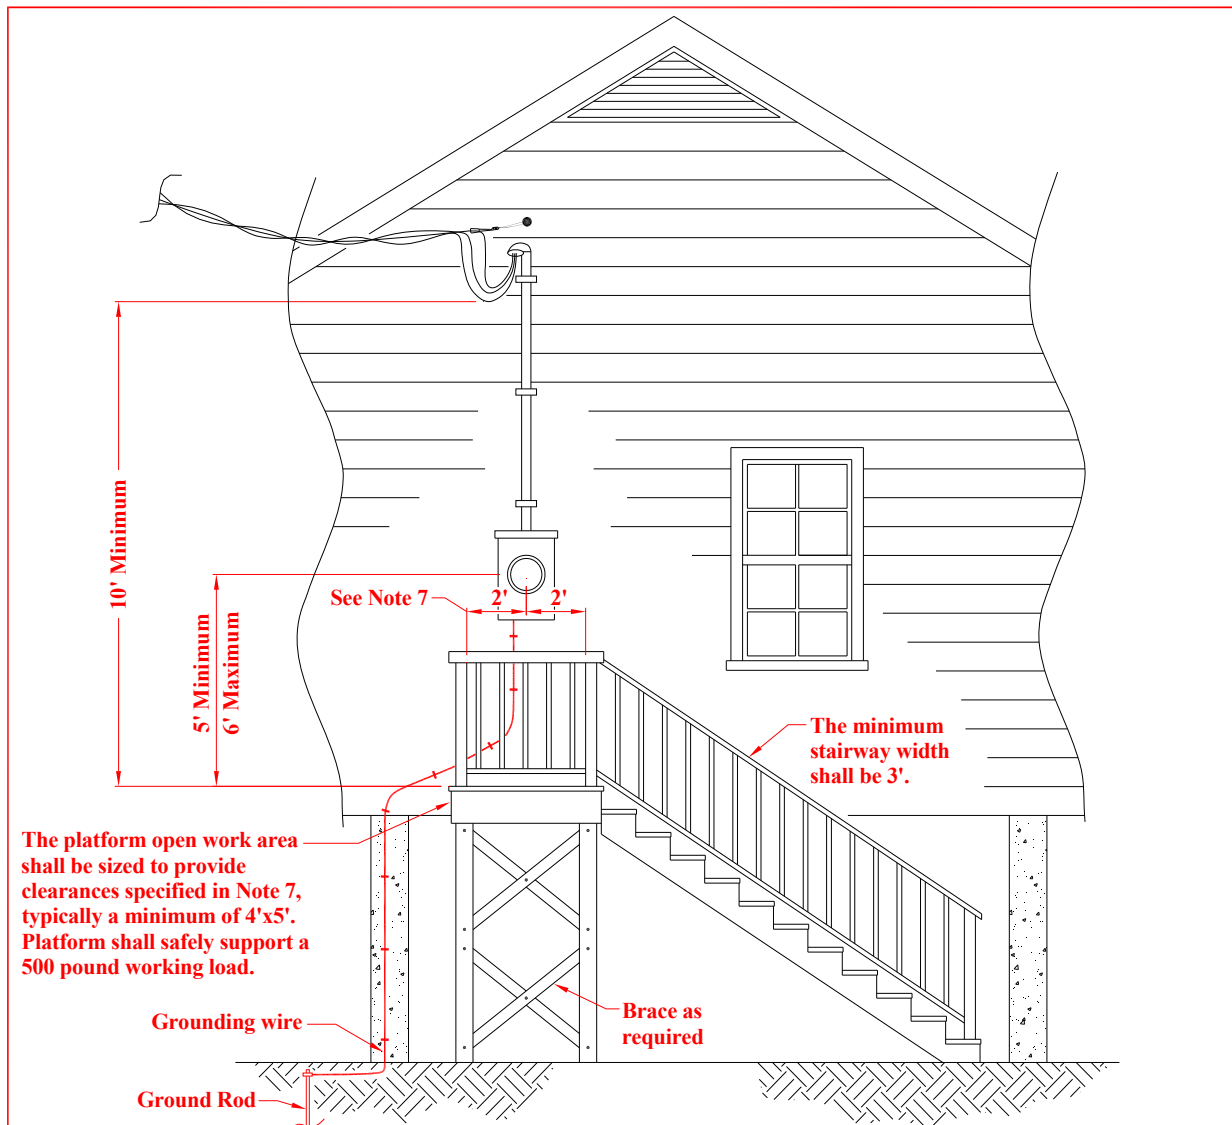 10' Minimum
5' Minimum
6' Maximum
See Note 7
2'
2'
The minimum
stairway width
shall be 3'.
The platform open work area
shall be sized to provide
clearances specified in Note 7,
typically a minimum of 4'x5'.
Platform shall safely support a
500 pound working load.
Grounding wire
Brace as
required
Ground Rod